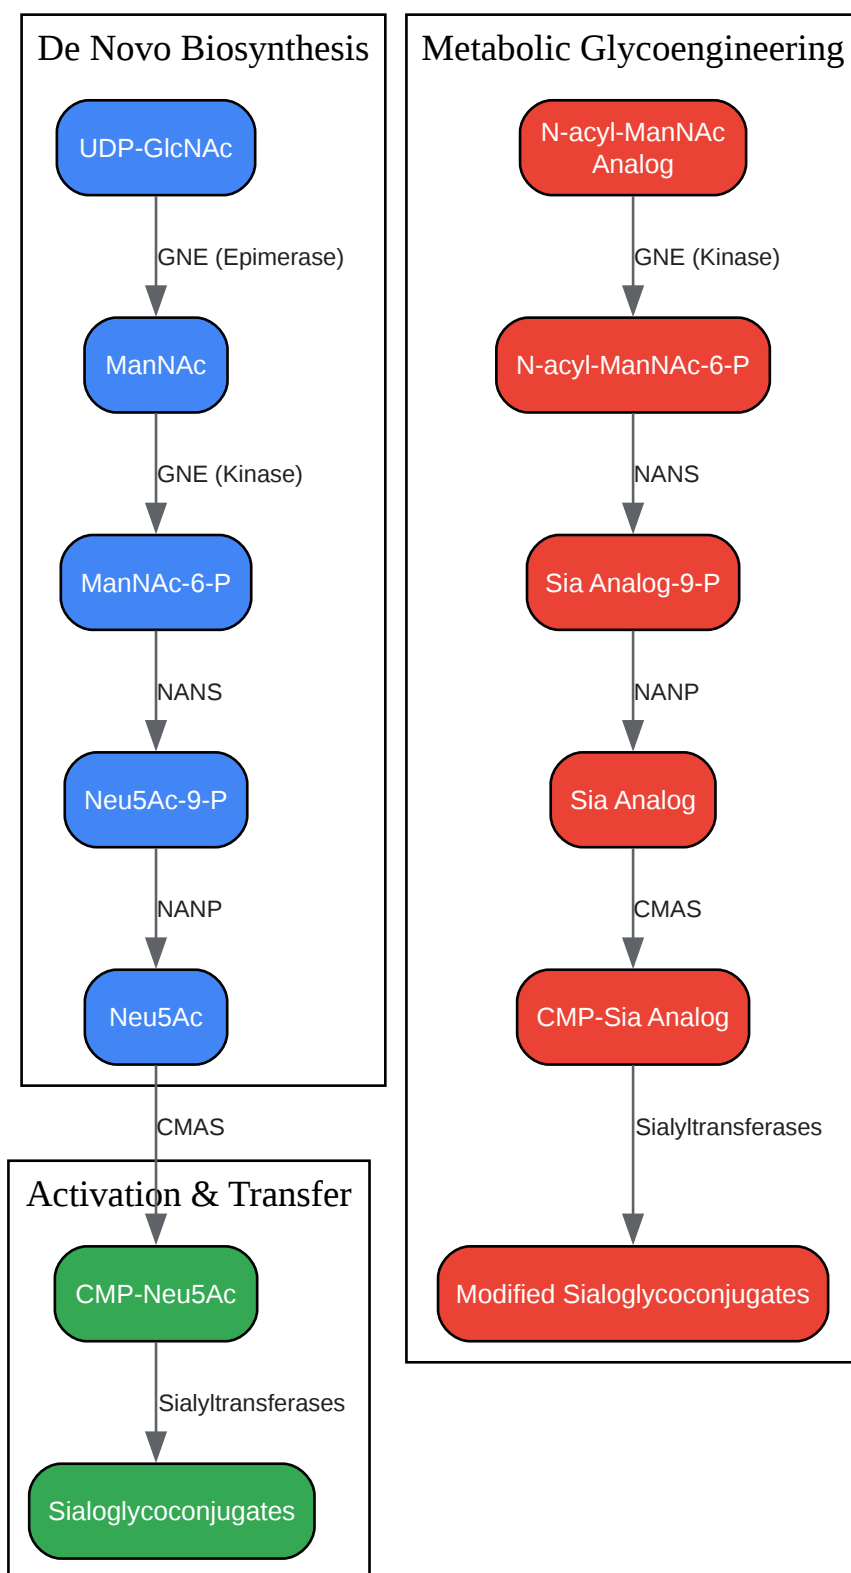 De Novo Biosynthesis
UDP-GlcNAc
GNE (Epimerase)
ManNAc
GNE (Kinase)
ManNAc-6-P
NANS
Neu5Ac-9-P
NANP
Neu5Ac
CMAS
Activation & Transfer
CMP-Neu5Ac
Sialyltransferases
Sialoglycoconjugates
Metabolic Glycoengineering
N-acyl-ManNAc
Analog
GNE (Kinase)
N-acyl-ManNAc-6-P
NANS
Sia Analog-9-P
NANP
Sia Analog
CMAS
CMP-Sia Analog
Sialyltransferases
Modified Sialoglycoconjugates